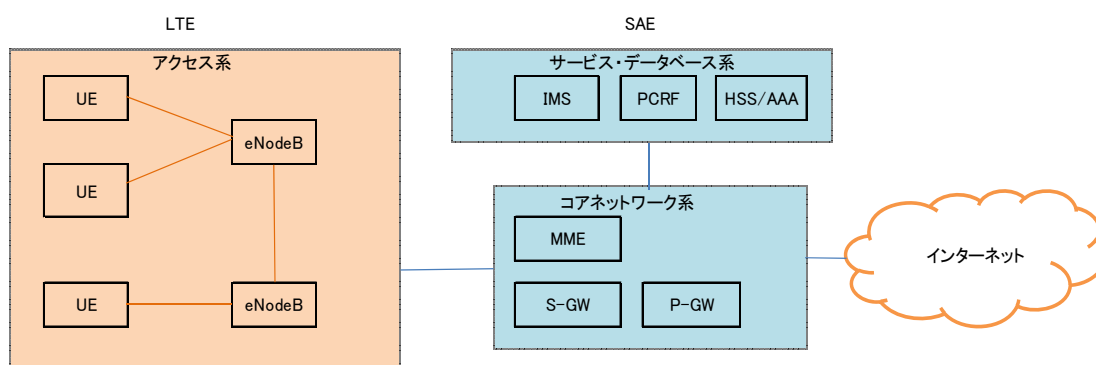 LTE
SAE
アクセス系
UE
UE
eNodeB
UE
eNodeB
サービス・データベース系
IMS
PCRF
HSS/AAA
コアネットワーク系
MME
S-GW
P-GW
インターネット